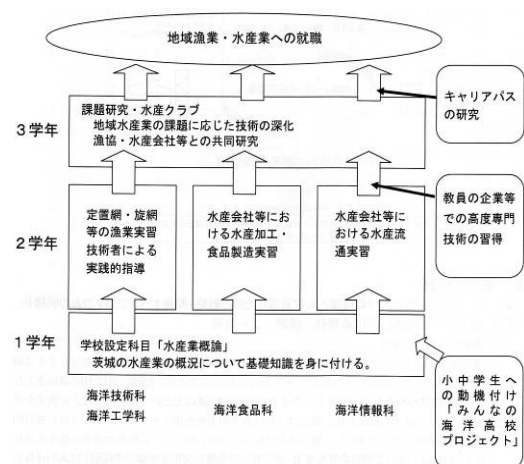 地域漁業・水産業への就職
キャリアパス
の研究
3学年
課題研究・水産クラブ
地域水産業の課題に応じた技術の深化
漁協・水産会社等との共同研究
教員の企業等
での高度専門
技術の習得
2学年
定置網・旋網
等の漁業実習
技術者による
実践的指導
水産会社等にお
ける水産加工・
食品製造実習
水産会社等に
おける水産流
通実習
1学年
学校設定科目「水産業概論」
茨城の水産業の概況について基礎知識を身に付ける。
海洋技術科
海洋工学科
海洋食品科
海洋情報科
小中学生へ
の動機付け
「みんなの
海洋高校
プロジェクト」